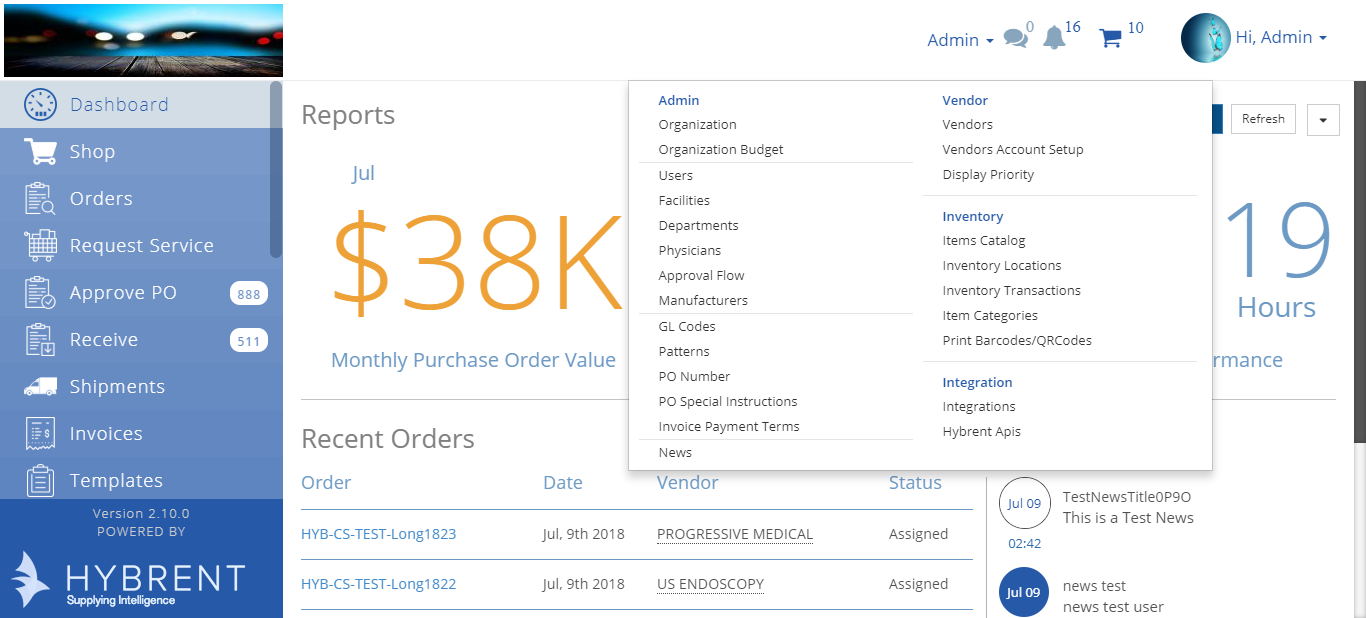 Admin
0
16
10
Hi, Admin
Dashboard
Shop
Orders
Request Service
Approve PO
888
Receive
511
Shipments
Invoices
Templates
Version 2.10.0
POWERED BY
HYBRENT
Supplying Intelligence
Reports
Refresh
Jul
$38K
Monthly Purchase Order Value
19
Hours
rmance
Admin
Organization
Organization Budget
Users
Facilities
Departments
Physicians
Approval Flow
Manufacturers
GL Codes
Patterns
PO Number
PO Special Instructions
Invoice Payment Terms
News
Vendor
Vendors
Vendors Account Setup
Display Priority
Inventory
Items Catalog
Inventory Locations
Inventory Transactions
Item Categories
Print Barcodes/QRCodes
Integration
Integrations
Hybrent Apis
Recent Orders
Order Date Vendor Status
HYB-CS-TEST-Long1823 Jul, 9th 2018 PROGRESSIVE MEDICAL Assigned
HYB-CS-TEST-Long1822 Jul, 9th 2018 US ENDOSCOPY Assigned
Jul 09
02:42
TestNewsTitle0P9O
This is a Test News
Jul 09
news test
news test user